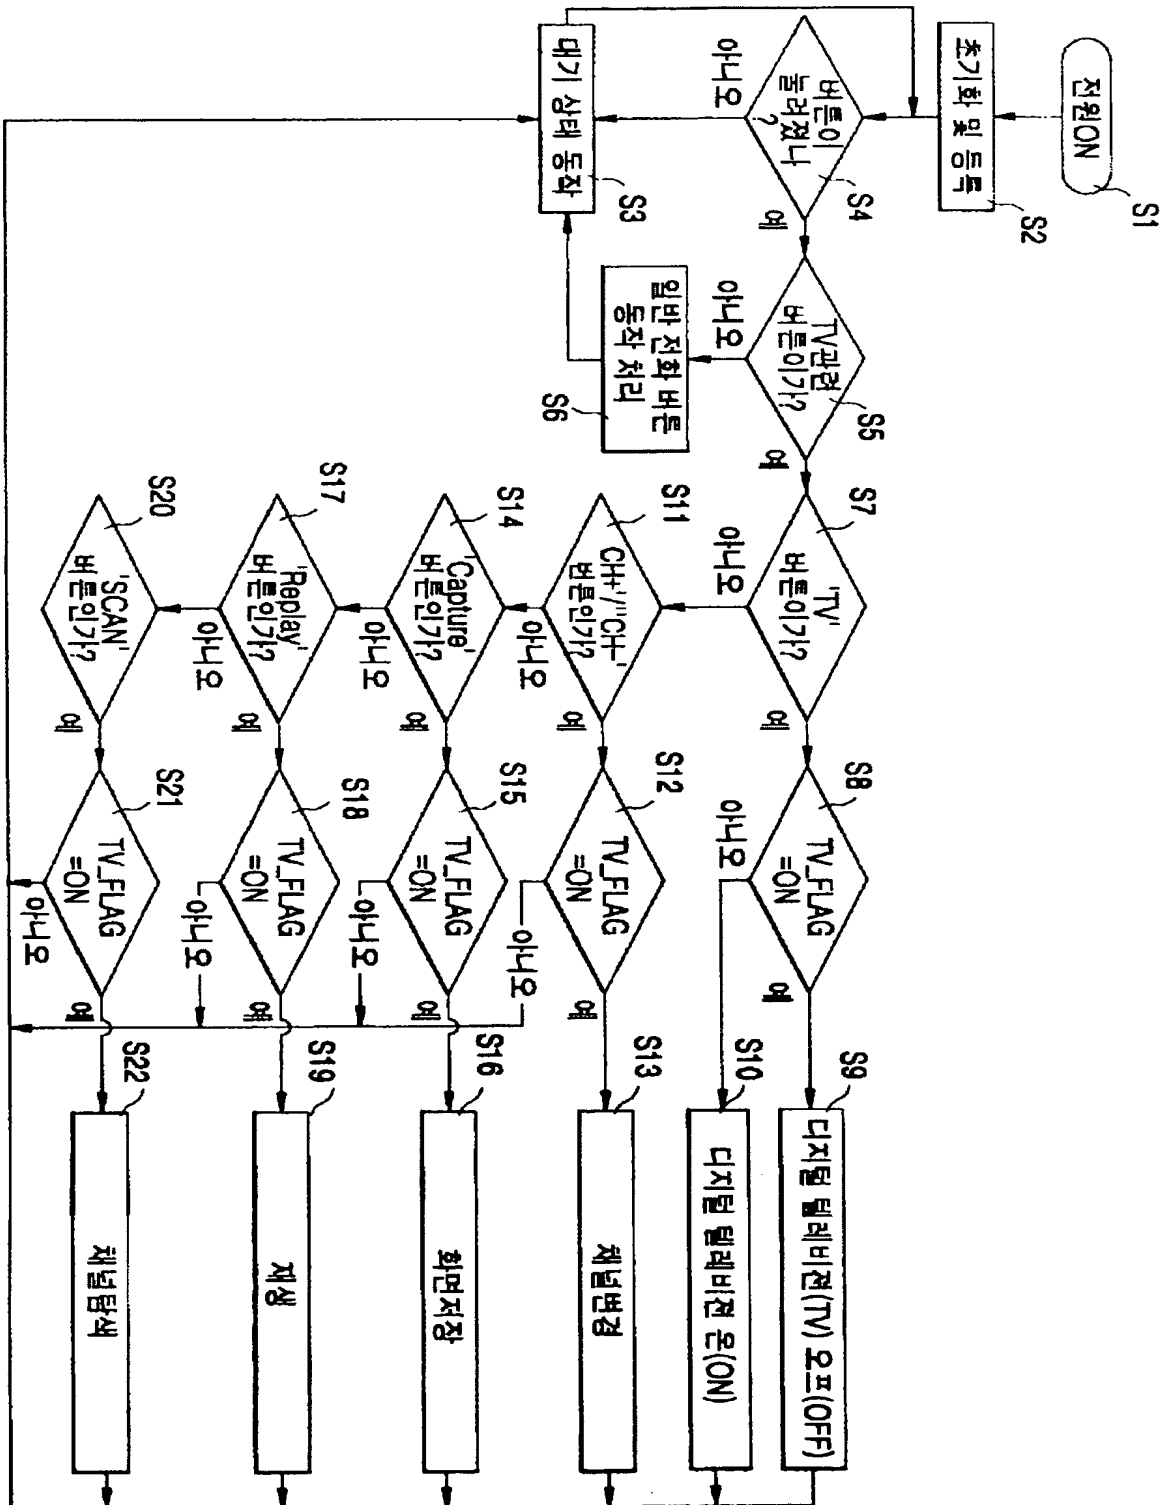 전원ON
S1
초기화 및 등록
S2
버튼이
눌러졌나
?
S4
아니오
예
대기 상태 동작
S3
TV관련
버튼이가?
S5
아니오
예
일반 전화 버튼
동작 처리
S6
S7
'TV'
버튼이가?
아니오
예
S8
TV_FLAG
=ON
아니오
예
S9
디지털 텔레비젼(TV) 오프(OFF)
S10
디지털 텔레비젼 온(ON)
S11
CH+'/"CH-'
번튼인가?
아니오
예
S12
TV_FLAG
=ON
아니오
예
S13
채널변경
S14
'Capture'
버튼인가?
아니오
예
S15
TV_FLAG
=ON
아니오
예
S16
화면저장
S17
'Replay'
버튼인가?
아니오
예
S18
TV_FLAG
=ON
아니오
예
S19
재생
S20
'SCAN'
버튼인가?
예
S21
TV_FLAG
=ON
아니오
예
S22
채널탐색